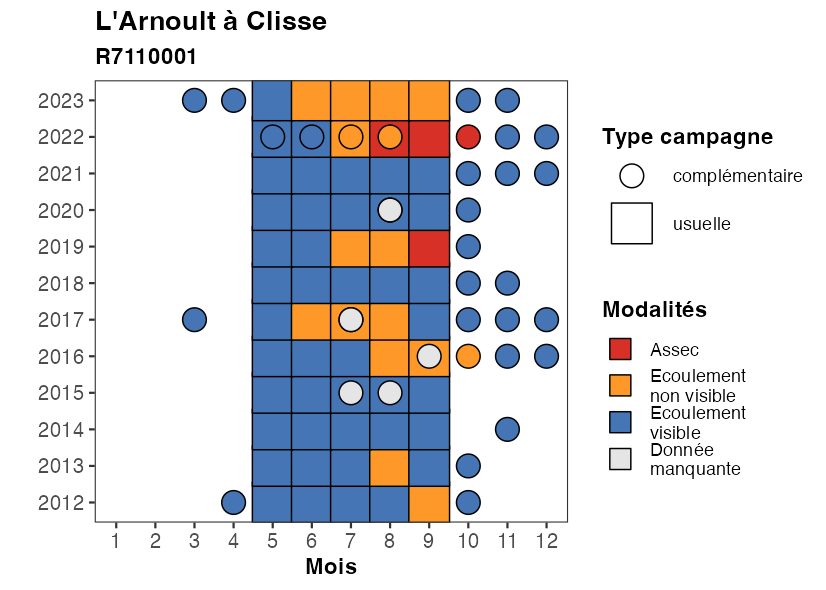 L'Arnoult à Clisse
R7110001
2023
2022
2021
2020
2019
2018
2017
2016
2015
2014
2013
2012
1 2 3 4 5 6 7 8 9 10 11 12
Mois
Type campagne
complémentaire
usuelle
Modalités
Assec
Ecoulement
non visible
Ecoulement
visible
Donnée
manquante